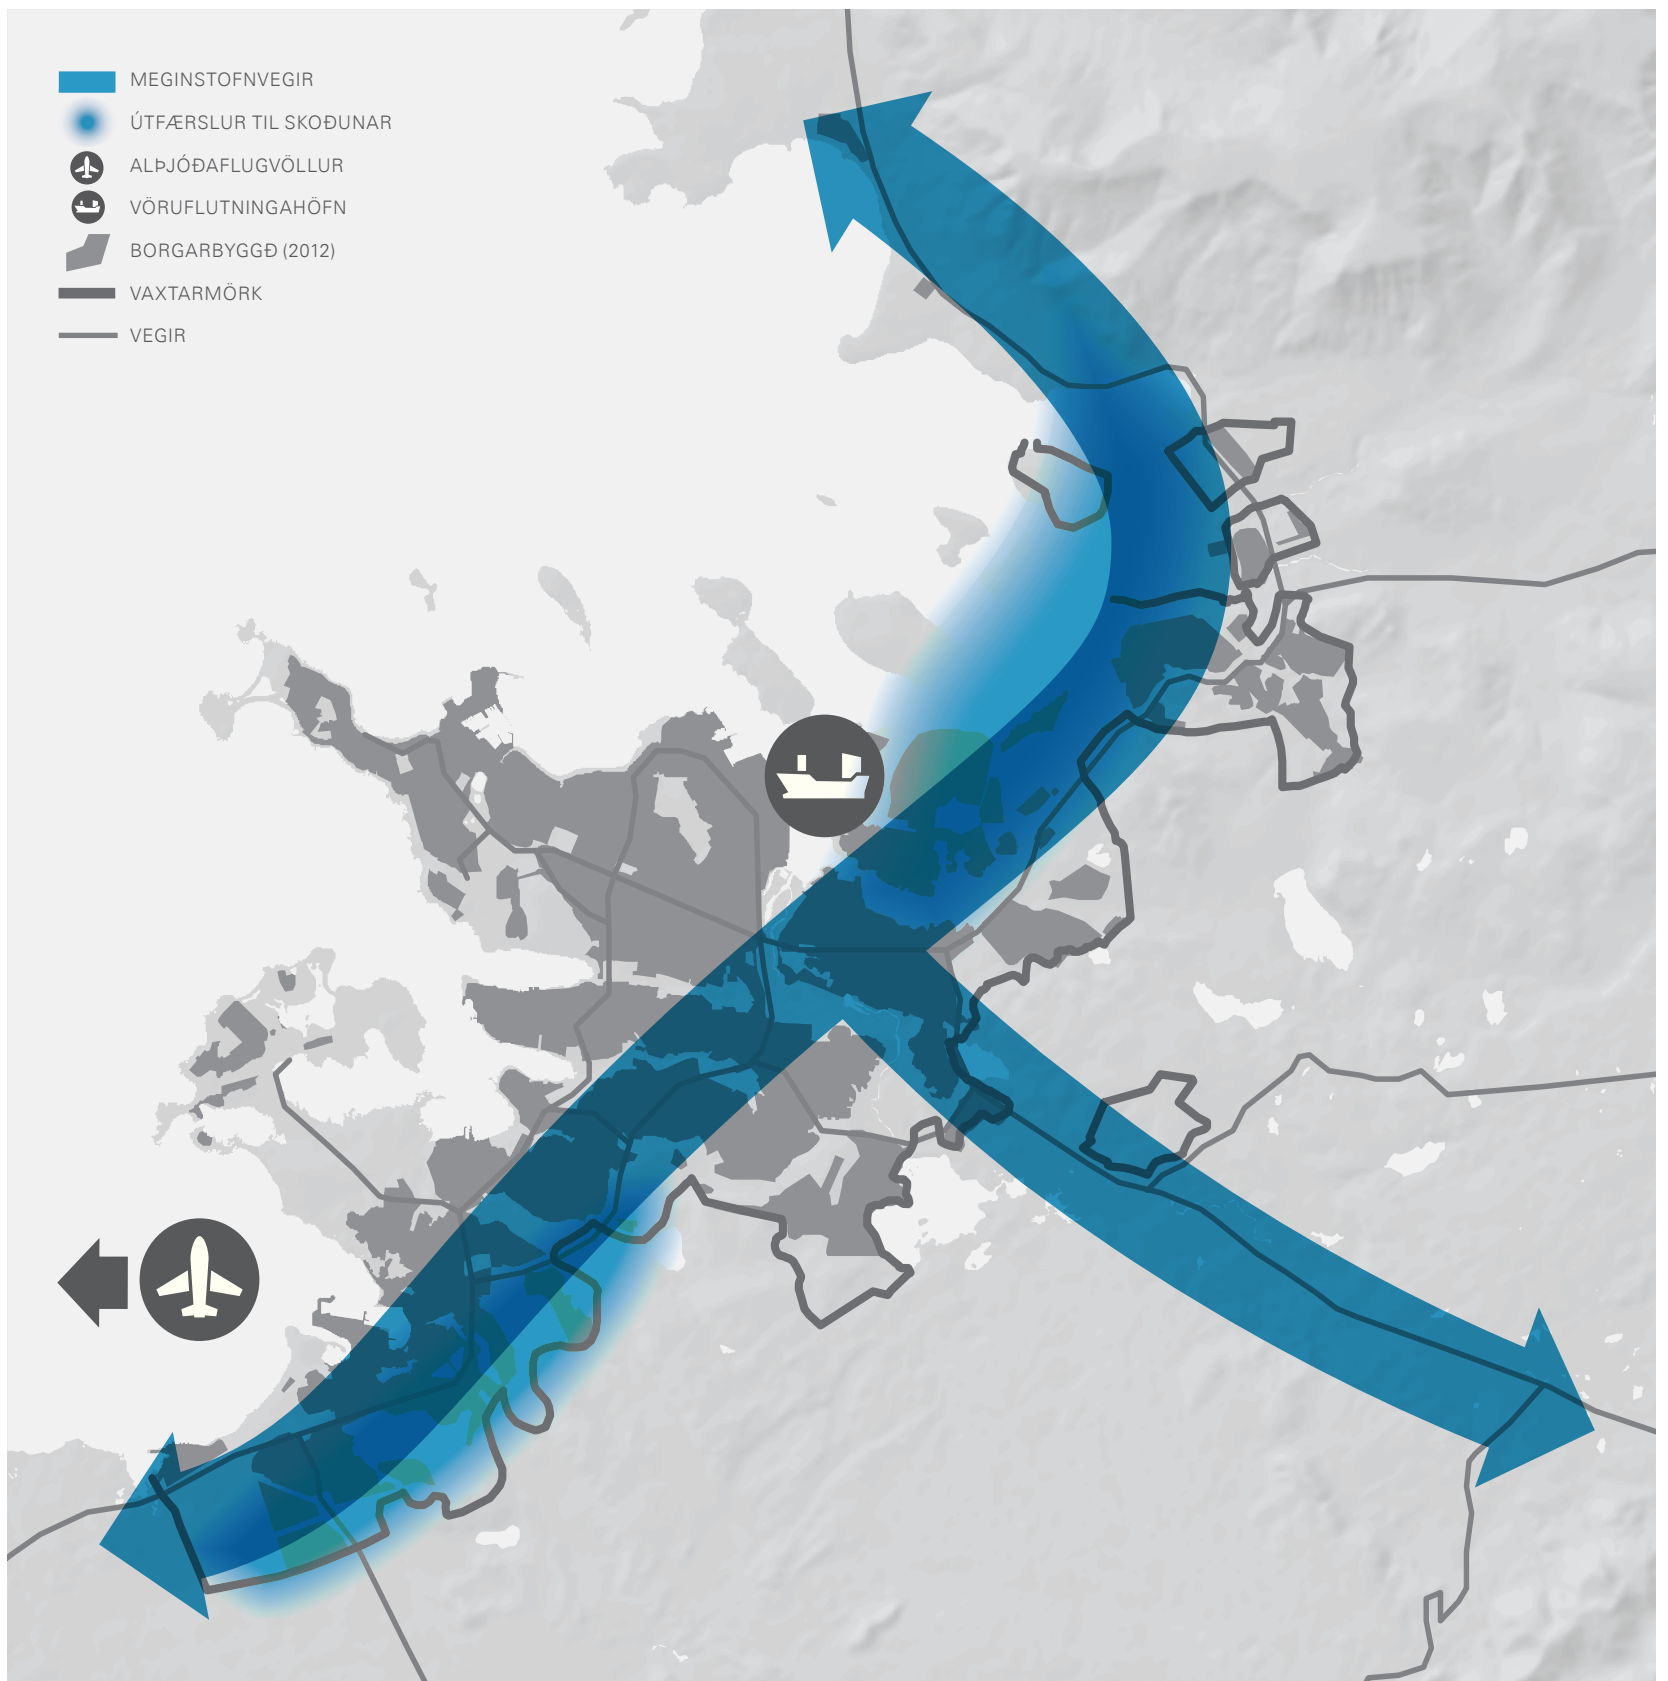 MEGINSTOFNVEGIR
ÚTFÆRSLUR TIL SKOÐUNAR
ALÞJÓÐAFLUGVÖLLUR
VÖRUFLUTNINGAHÖFN
BORGARBYGGÐ (2012)
VAXTARMÖRK
VEGIR